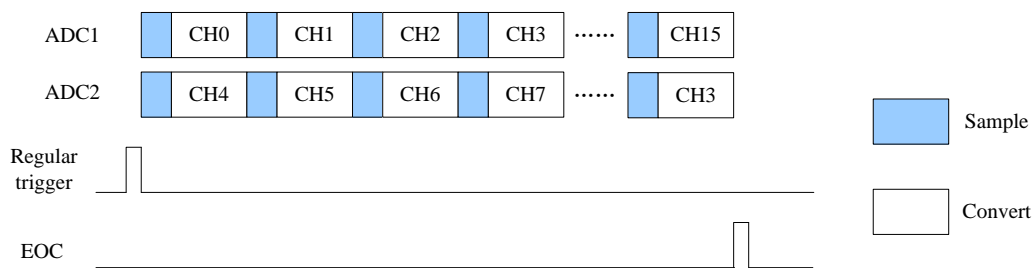 ADC1 CH0 CH1 CH2 CH3 ...... CH15
ADC2 CH4 CH5 CH6 CH7 ...... CH3
Sample
Regular
trigger
Convert
EOC